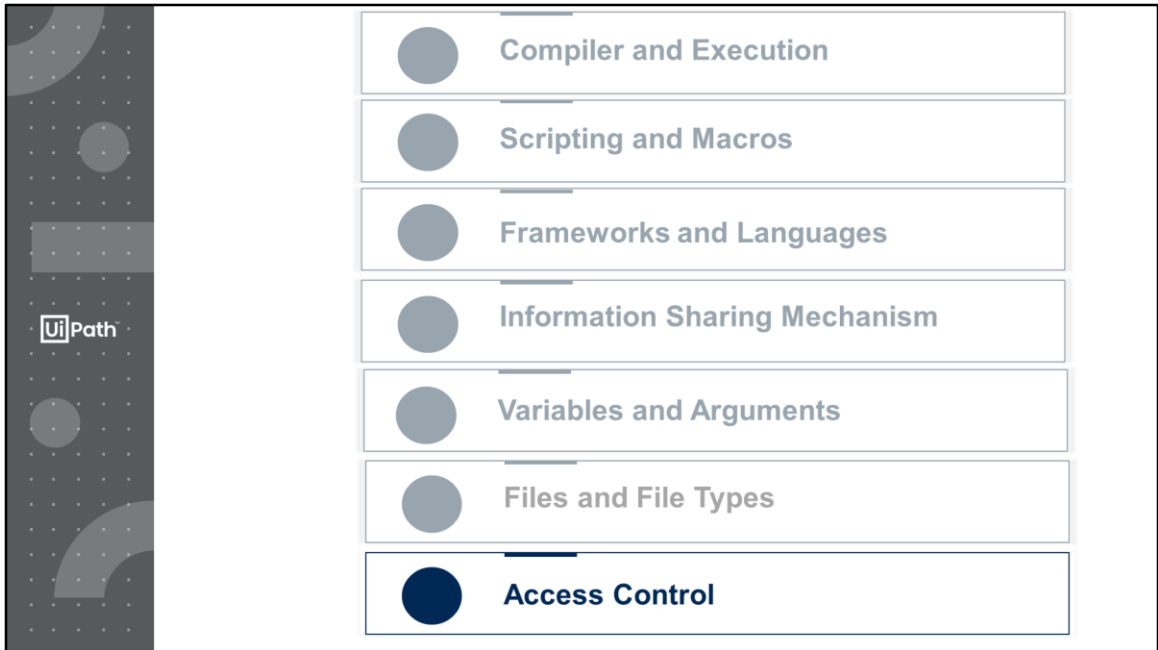 Compiler and Execution
Scripting and Macros
Frameworks and Languages
Information Sharing Mechanism
UiPath™
Variables and Arguments
Files and File Types
Access Control